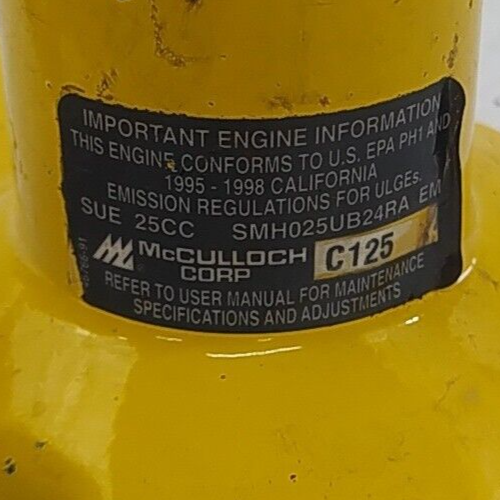 IMPORTANT ENGINE INFORMATION
THIS ENGINE CONFORMS TO U.S. EPA PH1 AND
1995 - 1998 CALIFORNIA
EMISSION REGULATIONS FOR ULGEs.
SUE 25CC SMH025UB24RA EM
McCULLOCH
CORP
C125
REFER TO USER MANUAL FOR MAINTENANCE
SPECIFICATIONS AND ADJUSTMENTS